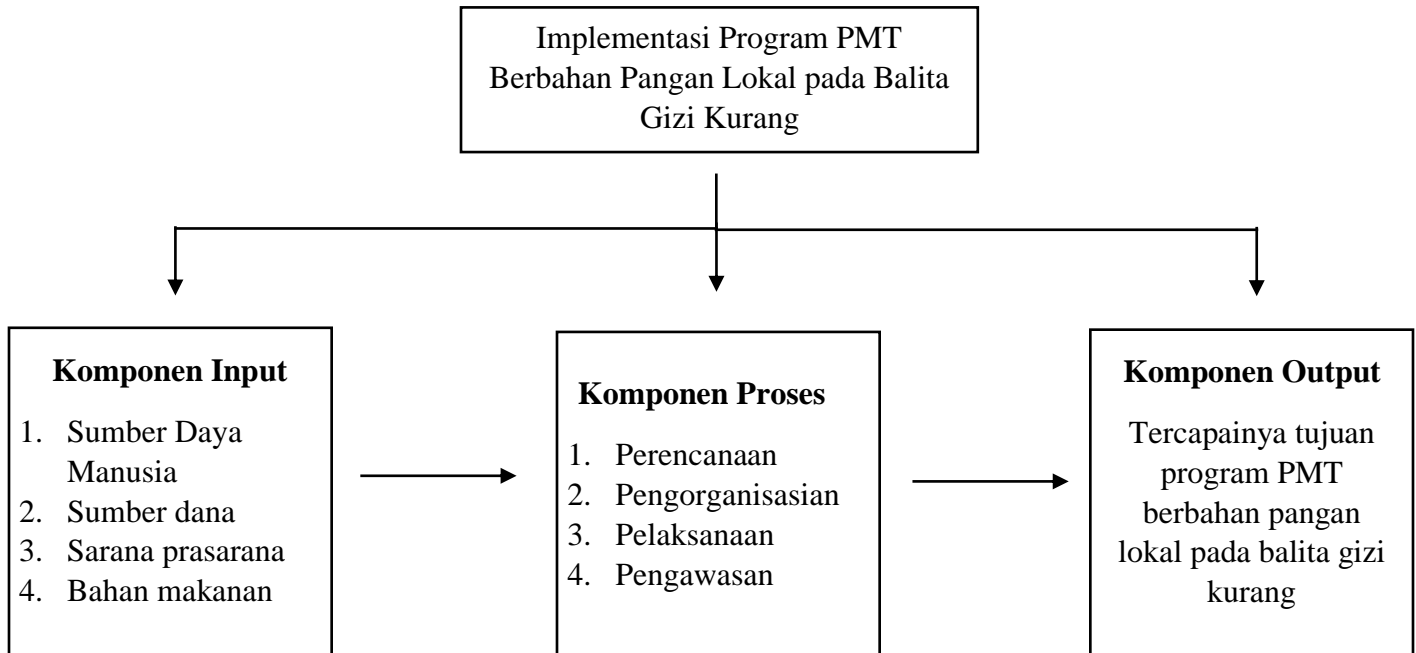 Implementasi Program PMT
Berbahan Pangan Lokal pada Balita
Gizi Kurang
Komponen Input
1. Sumber Daya
Manusia
2. Sumber dana
3. Sarana prasarana
4. Bahan makanan
Komponen Proses
1. Perencanaan
2. Pengorganisasian
3. Pelaksanaan
4. Pengawasan
Komponen Output
Tercapainya tujuan
program PMT
berbahan pangan
lokal pada balita gizi
kurang